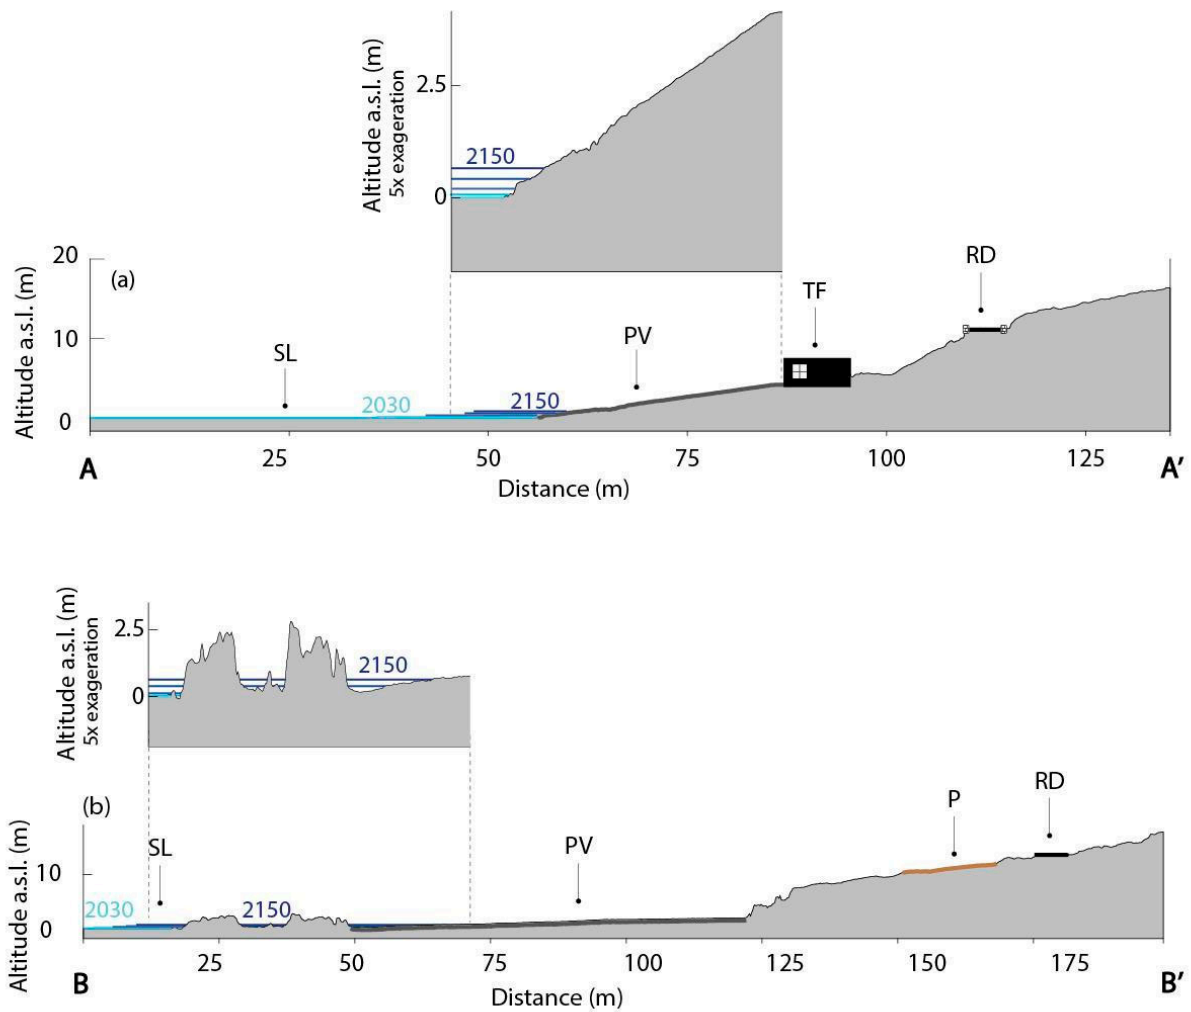 Altitude a.s.l. (m)
5x exageration
2.5
2150
0
20
(a)
Altitude a.s.l. (m)
RD
TF
10
PV
SL
2030
2150
0
25
50
75
100
125
A
A’
Distance (m)
Altitude a.s.l. (m)
5x exageration
2.5
2150
0
(b)
Altitude a.s.l. (m)
RD
P
SL
PV
10
2030
2150
0
25
50
75
100
125
150
175
B
B’
Distance (m)